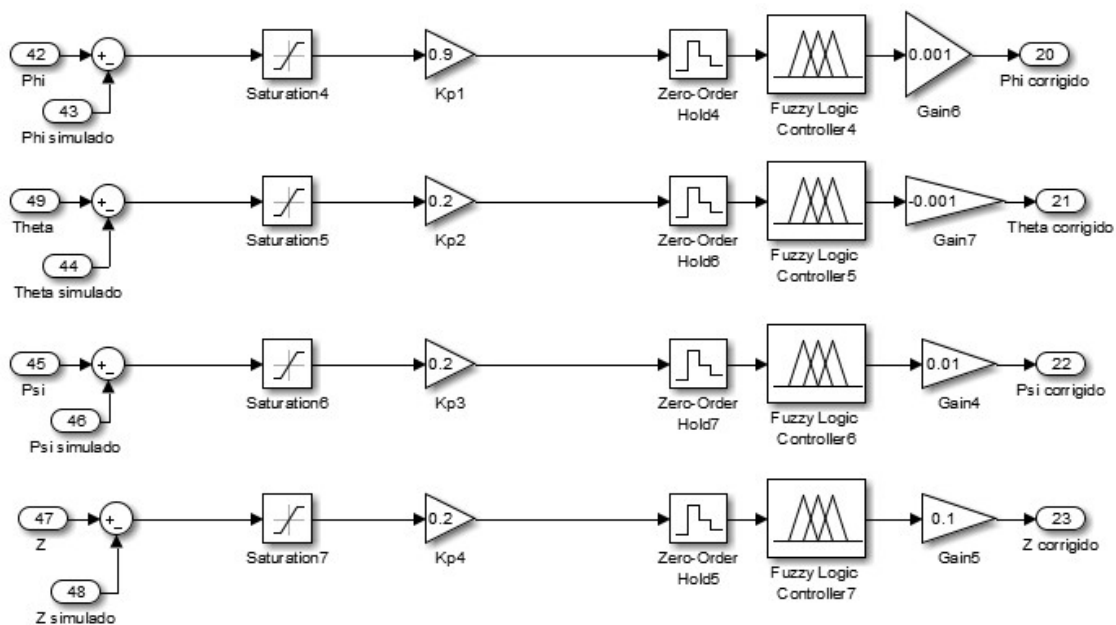 42
Phi
43
Phi simulado
+
-
Saturation4
0.9
Kp1
Zero-Order
Hold4
Fuzzy Logic
Controller4
0.001
Gain6
20
Phi corrigido
49
Theta
44
Theta simulado
+
-
Saturation5
0.2
Kp2
Zero-Order
Hold6
Fuzzy Logic
Controller5
-0.001
Gain7
21
Theta corrigido
45
Psi
46
Psi simulado
+
-
Saturation6
0.2
Kp3
Zero-Order
Hold7
Fuzzy Logic
Controller6
0.01
Gain4
22
Psi corrigido
47
Z
48
Z simulado
+
-
Saturation7
0.2
Kp4
Zero-Order
Hold5
Fuzzy Logic
Controller7
0.1
Gain5
23
Z corrigido